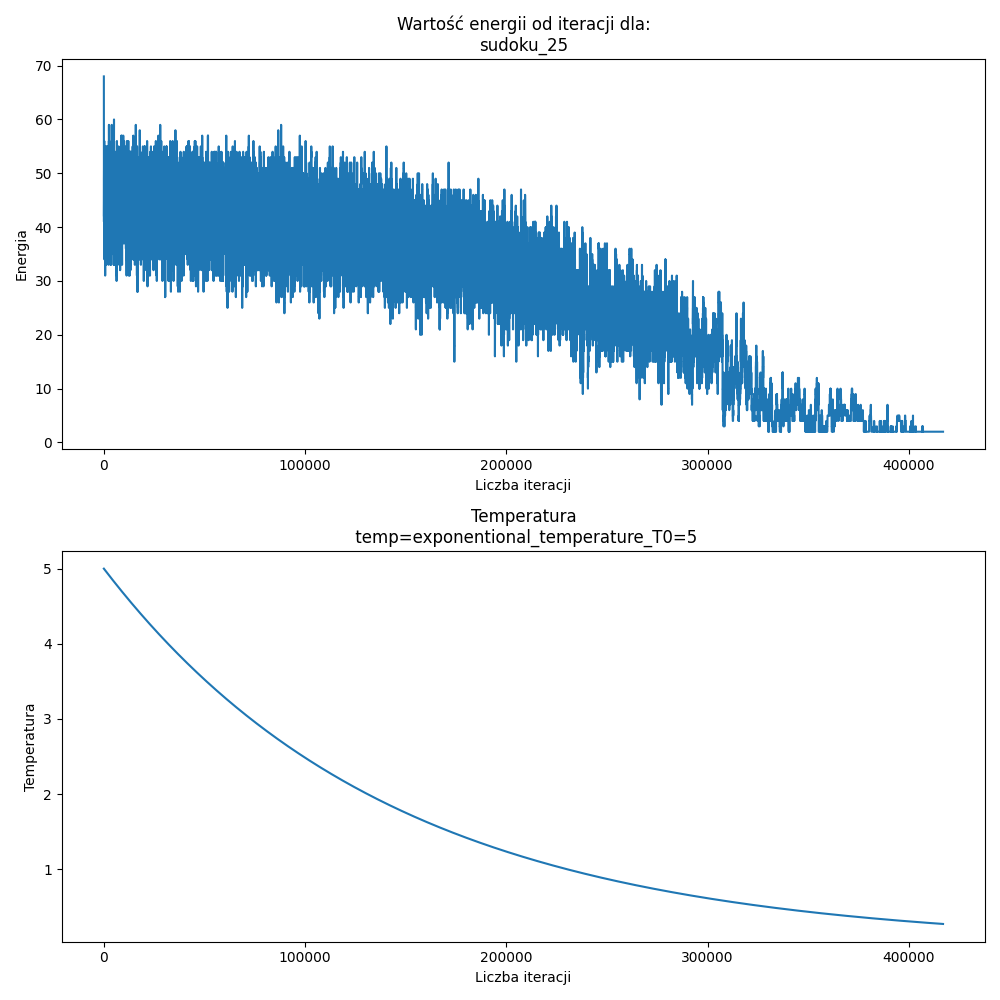 Wartość energii od iteracji dla:
sudoku_25
Energia
70
60
50
40
30
20
10
0
0 100000 200000 300000 400000
Liczba iteracji
Temperatura
temp=exponentional_temperature_T0=5
Temperatura
5
4
3
2
1
0 100000 200000 300000 400000
Liczba iteracji